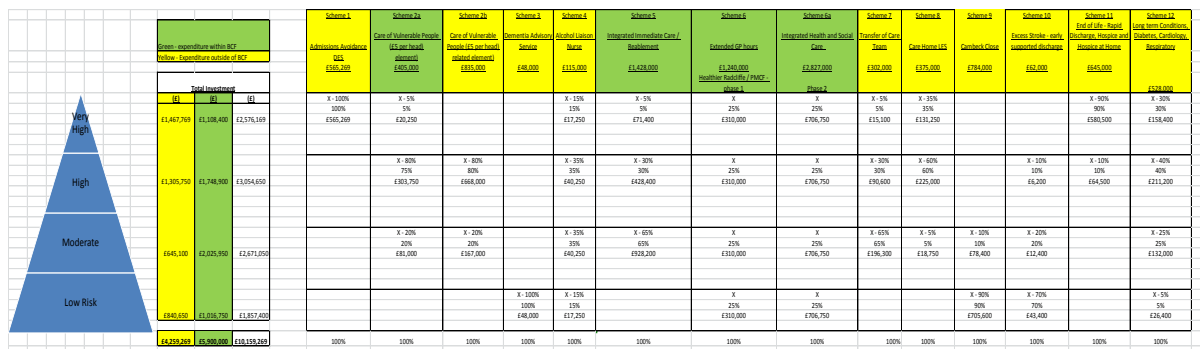 Scheme 1 Scheme 2a Scheme 2b Scheme 3 Scheme 4 Scheme 5 Scheme 6 Scheme 6a Scheme 7 Scheme 8 Scheme 9 Scheme 10 Scheme 11 Scheme 12
Admissions Avoidance DES
£565,269
Care of Vulnerable People (£5 per head) element)
£405,000
Care of Vulnerable People (£5 per head) related element)
£835,000
Dementia Advisory Service
£48,000
Alcohol Liaison Nurse
£115,000
Integrated Immediate Care / Reablement
£1,428,000
Extended GP hours
£1,240,000
Healthier Radcliffe / PMCF - phase 1
Integrated Health and Social Care
£2,827,000
Phase 2
Transfer of Care Team
£302,000
Care Home LES
£375,000
Cambeck Close
£784,000
Excess Stroke - early supported discharge
£62,000
End of Life - Rapid Discharge, Hospice and Hospice at Home
£645,000
Long term Conditions, Diabetes, Cardiology, Respiratory
£528,000
Green - expenditure within BCF
Yellow - Expenditure outside of BCF
Total Investment
(£) (£) (£)
Very High
X - 100% X - 5% X - 15% X - 5% X X X - 5% X - 35% X - 90% X - 30%
100% 5% 15% 5% 25% 25% 5% 35% 90% 30%
£1,467,769 £1,108,400 £2,576,169 £565,269 £20,250 £17,250 £71,400 £310,000 £706,750 £15,100 £131,250 £580,500 £158,400
High
X - 80% X - 80% X - 35% X - 30% X X X - 30% X - 60% X - 10% X - 10% X - 40%
75% 80% 35% 30% 25% 25% 30% 60% 10% 10% 40%
£1,305,750 £1,748,900 £3,054,650 £303,750 £668,000 £40,250 £428,400 £310,000 £706,750 £90,600 £225,000 £6,200 £64,500 £211,200
Moderate
X - 20% X - 20% X - 35% X - 65% X X X - 65% X - 5% X - 10% X - 20% X - 25%
20% 20% 35% 65% 25% 25% 65% 5% 10% 20% 25%
£645,100 £2,025,950 £2,671,050 £81,000 £167,000 £40,250 £928,200 £310,000 £706,750 £196,300 £18,750 £78,400 £12,400 £132,000
Low Risk
X - 100% X - 15% X X X - 90% X - 70% X - 5%
100% 15% 25% 25% 90% 70% 5%
£840,650 £1,016,750 £1,857,400 £48,000 £17,250 £310,000 £706,750 £705,600 £43,400 £26,400
£4,259,269 £5,900,000 £10,159,269 100% 100% 100% 100% 100% 100% 100% 100% 100% 100% 100% 100% 100% 100%